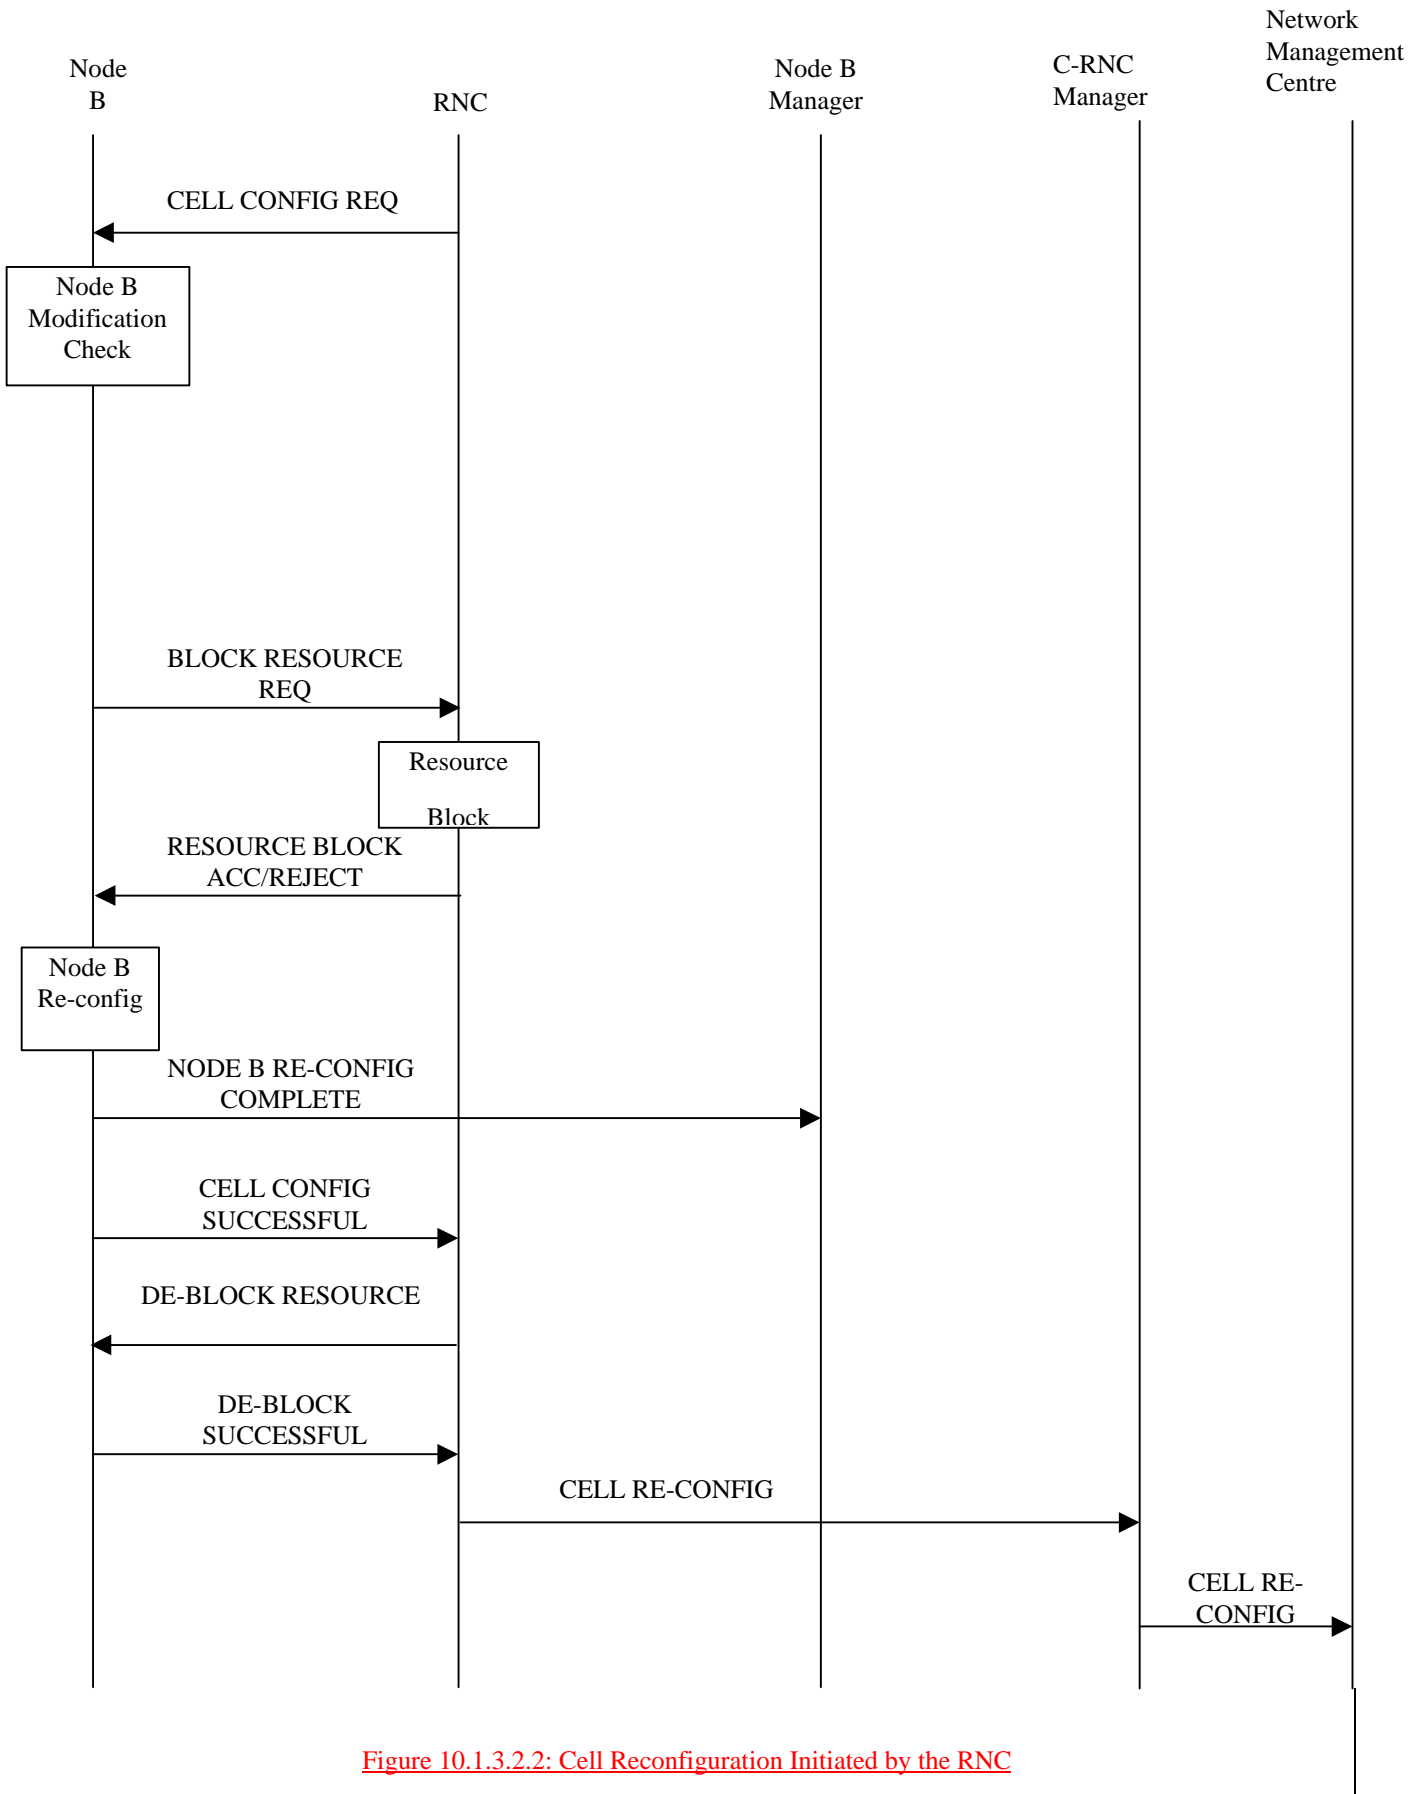 Node
B
RNC
Node B
Manager
C-RNC
Manager
Network
Management
Centre
CELL CONFIG REQ
Node B
Modification
Check
BLOCK RESOURCE
REQ
Resource
Block
RESOURCE BLOCK
ACC/REJECT
Node B
Re-config
NODE B RE-CONFIG
COMPLETE
CELL CONFIG
SUCCESSFUL
DE-BLOCK RESOURCE
DE-BLOCK
SUCCESSFUL
CELL RE-CONFIG
CELL RE-
CONFIG
Figure 10.1.3.2.2: Cell Reconfiguration Initiated by the RNC